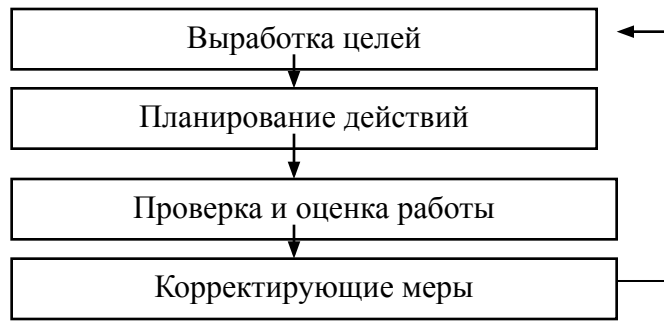 Выработка целей
Планирование действий
Проверка и оценка работы
Корректирующие меры